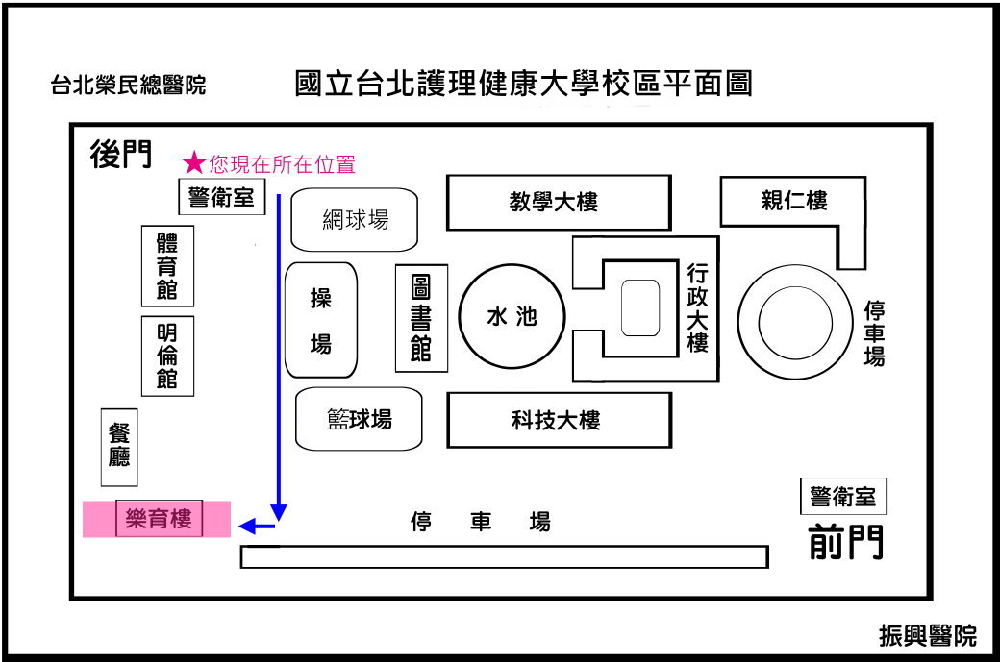 台北榮民總醫院
國立台北護理健康大學校區平面圖
後門
★您現在所在位置
警衛室
網球場
教學大樓
親仁樓
體育館
操場
圖書館
水池
行政大樓
停車場
明倫館
籃球場
科技大樓
餐廳
樂育樓
停車場
警衛室
前門
振興醫院